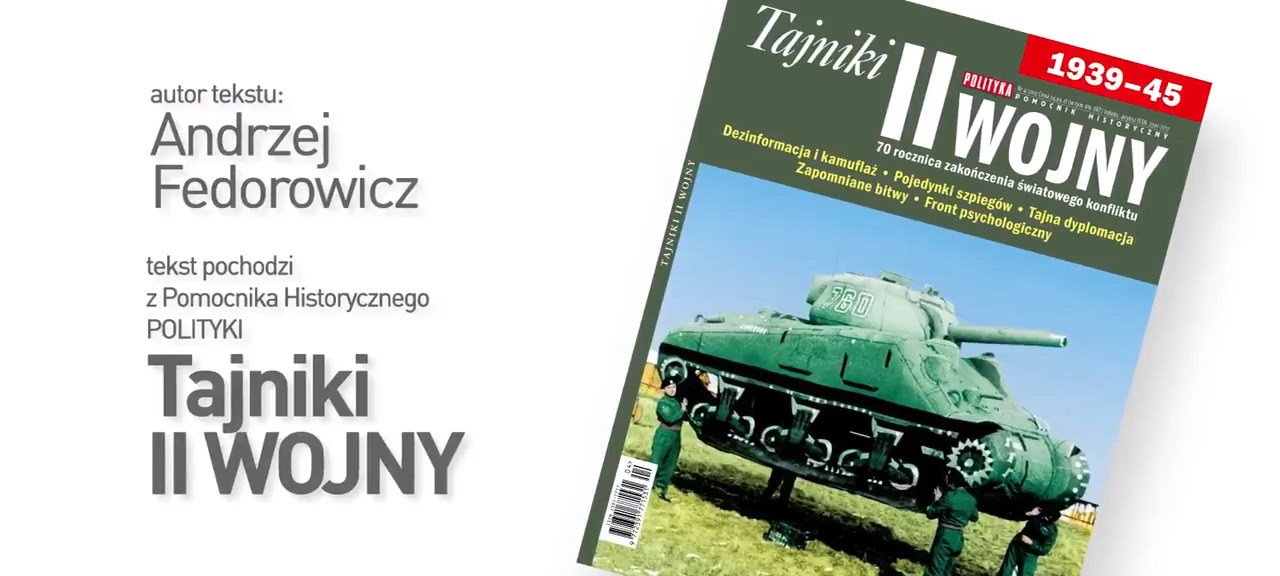 autor tekstu:
Andrzej
Fedorowicz
tekst pochodzi
z Pomocnika Historycznego
POLITYKI
Tajniki
II WOJNY
Tajniki
II WOJNY
1939–45
POLITYKA
POMOCNIK HISTORYCZNY
70 rocznica zakończenia światowego konfliktu
Dezinformacja i kamuflaż • Pojedynki szpiegów • Tajna dyplomacja
Zapomniane bitwy • Front psychologiczny
TAJNIKI II WOJNY
760